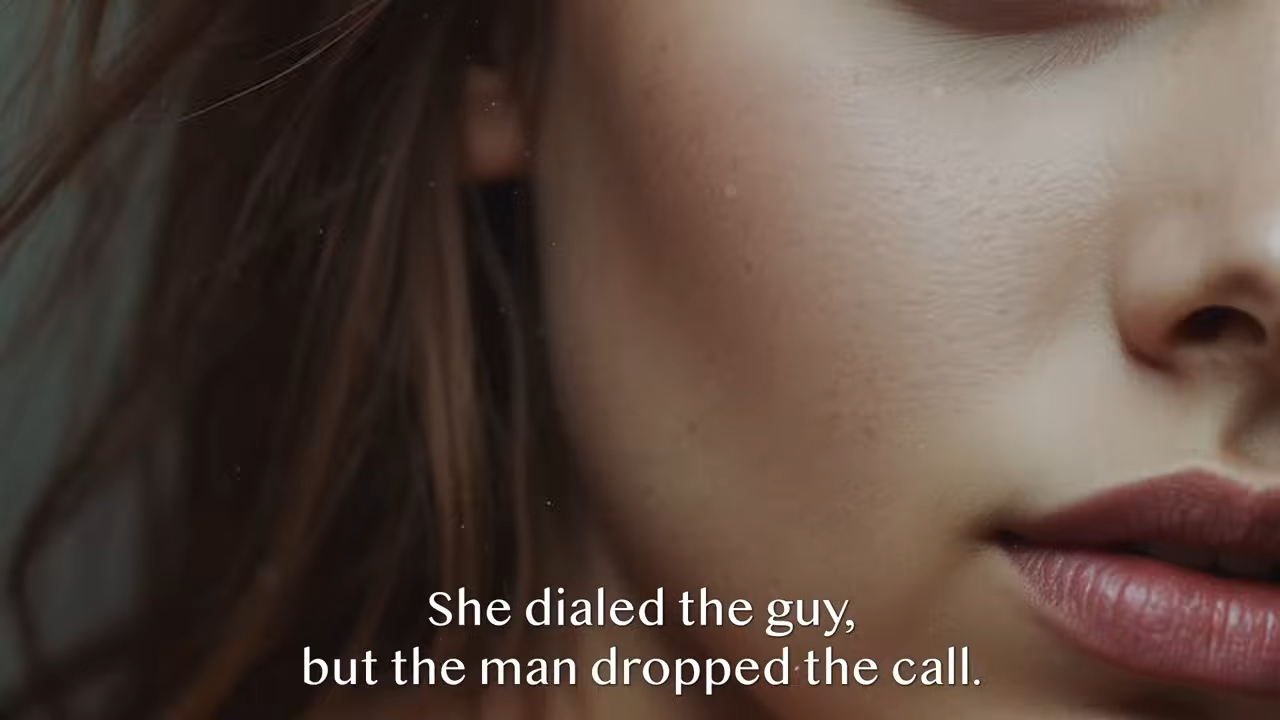 She dialed the guy,
but the man dropped the call.